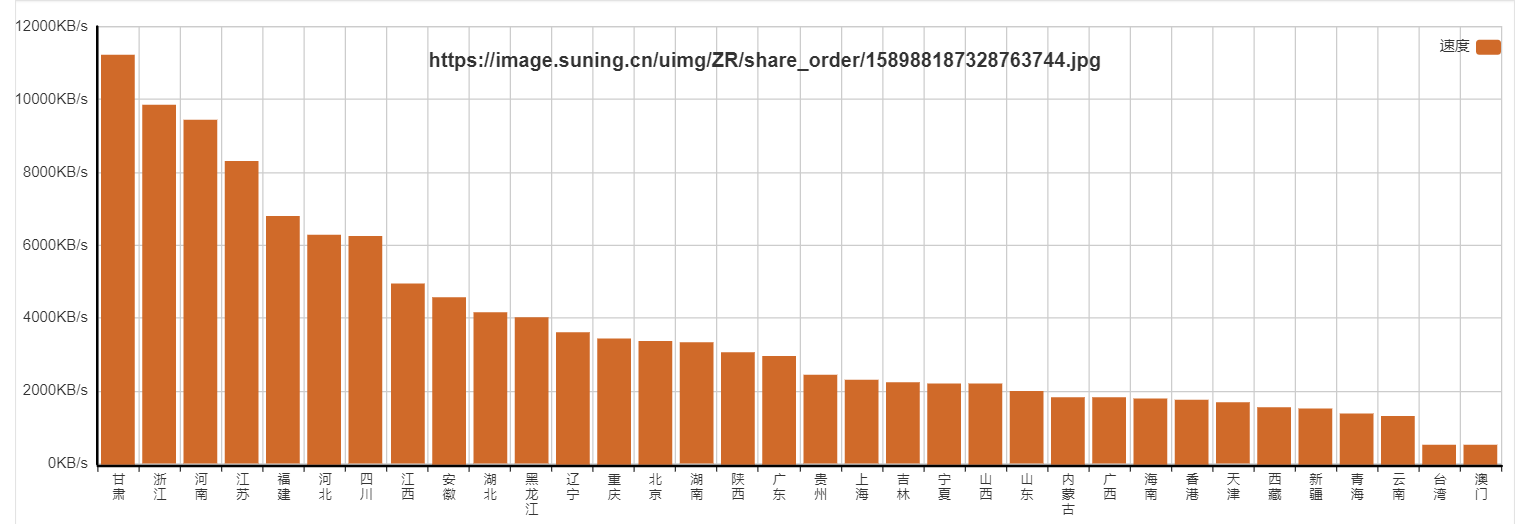 https://image.suning.cn/uimg/ZR/share_order/158988187328763744.jpg
速度
12000KB/s
10000KB/s
8000KB/s
6000KB/s
4000KB/s
2000KB/s
0KB/s
甘肃
浙江
河南
江苏
福建
河北
四川
江西
安徽
湖北
黑龙江
辽宁
重庆
北京
湖南
陕西
广东
贵州
上海
吉林
宁夏
山西
山东
内蒙古
广西
海南
香港
天津
西藏
新疆
青海
云南
台湾
澳门